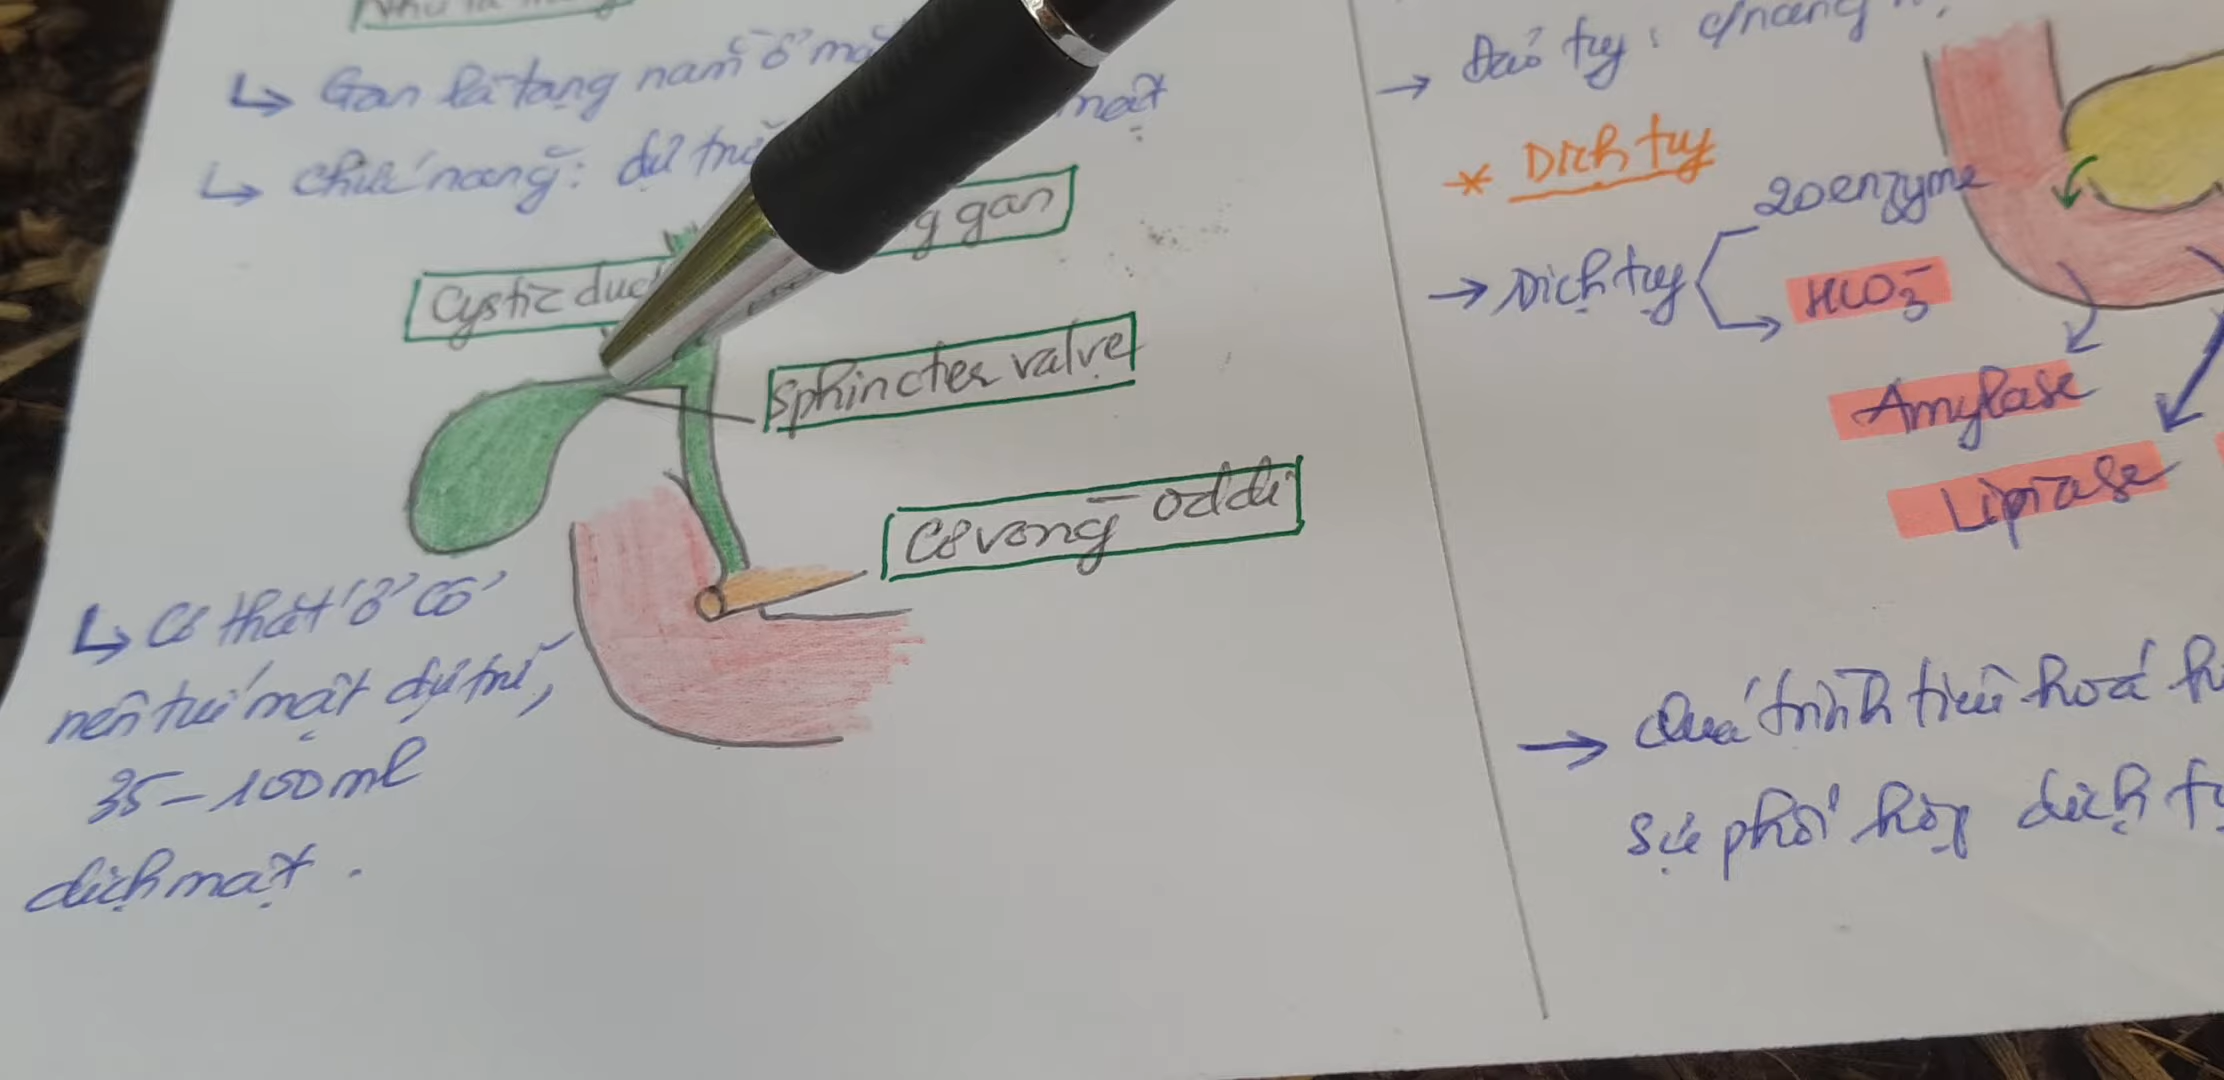 ↳ Gan là tạng nằm ở
mật
↳ chức năng: dự trữ
g gan
Cystic duc
Sphincter valve
Cơ vòng oddi
↳ Có thắt ở cổ
nên túi mật dự trữ,
35 - 100 ml
dịch mật.
→ Đảo tụy: c/năng
* Dịch tụy
→ Dịch tụy
20 enzyme
HCO3-
Amylase
Lipase
→ Quá trình tiêu hoá
sự phối hợp dịch